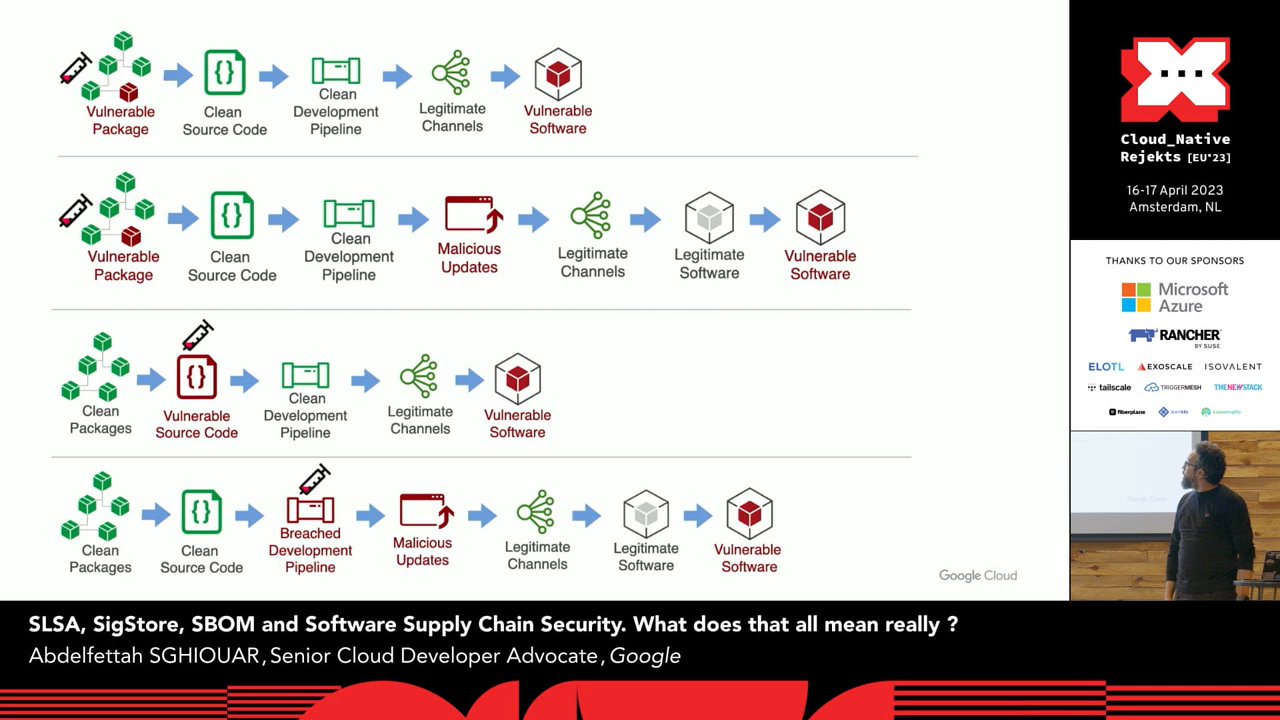 Vulnerable
Package
Clean
Source Code
Clean
Development
Pipeline
Legitimate
Channels
Vulnerable
Software
Vulnerable
Package
Clean
Source Code
Clean
Development
Pipeline
Malicious
Updates
Legitimate
Channels
Legitimate
Software
Vulnerable
Software
Clean
Packages
Vulnerable
Source Code
Clean
Development
Pipeline
Legitimate
Channels
Vulnerable
Software
Clean
Packages
Clean
Source Code
Breached
Development
Pipeline
Malicious
Updates
Legitimate
Channels
Legitimate
Software
Vulnerable
Software
Google Cloud
Cloud_Native
Rejekts [EU*23]
16-17 April 2023
Amsterdam, NL
THANKS TO OUR SPONSORS
Microsoft
Azure
RANCHER
BY SUSE
ELOTL
EXOSCALE
ISOVALENT
tailscale
TRIGGERMESH
THENEWSTACK
fiberplane
kubesimplify
Google Cloud
SLSA, SigStore, SBOM and Software Supply Chain Security. What does that all mean really ?
Abdelfettah SGHIOUAR, Senior Cloud Developer Advocate, Google